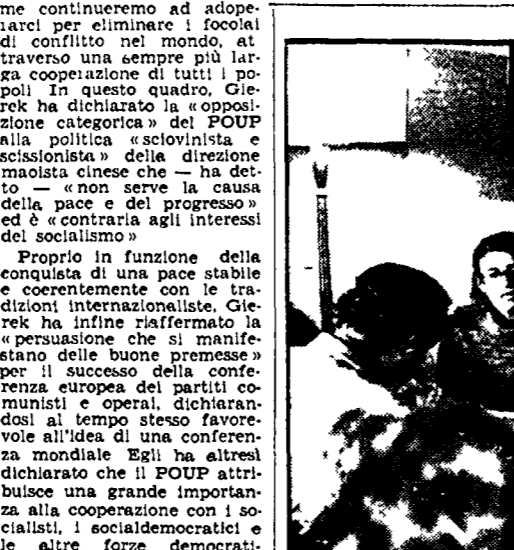 me continueremo ad adope-
rarci per eliminare i focolai
di conflitto nel mondo, at
traverso una sempre più lar-
ga cooperazione di tutti i po-
poli In questo quadro, Gie-
rek ha dichiarato la «opposi-
zione categorica» del POUP
alla politica «sciovinista e
scissionista» della direzione
maoista cinese che — ha det-
to — «non serve la causa
della pace e del progresso»
ed è «contraria agli interessi
del socialismo»
Proprio in funzione della
conquista di una pace stabile
e coerentemente con le tra-
dizioni internazionaliste, Gie-
rek ha infine riaffermato la
«persuasione che si manife-
stano delle buone premesse»
per il successo della confe-
renza europea dei partiti co-
munisti e operai, dichiaran-
dosi al tempo stesso favore-
vole all'idea di una conferen-
za mondiale Egli ha altresì
dichiarato che il POUP attri-
buisce una grande importan-
za alla cooperazione con i so-
cialisti, i socialdemocratici e
le altre forze democrati-